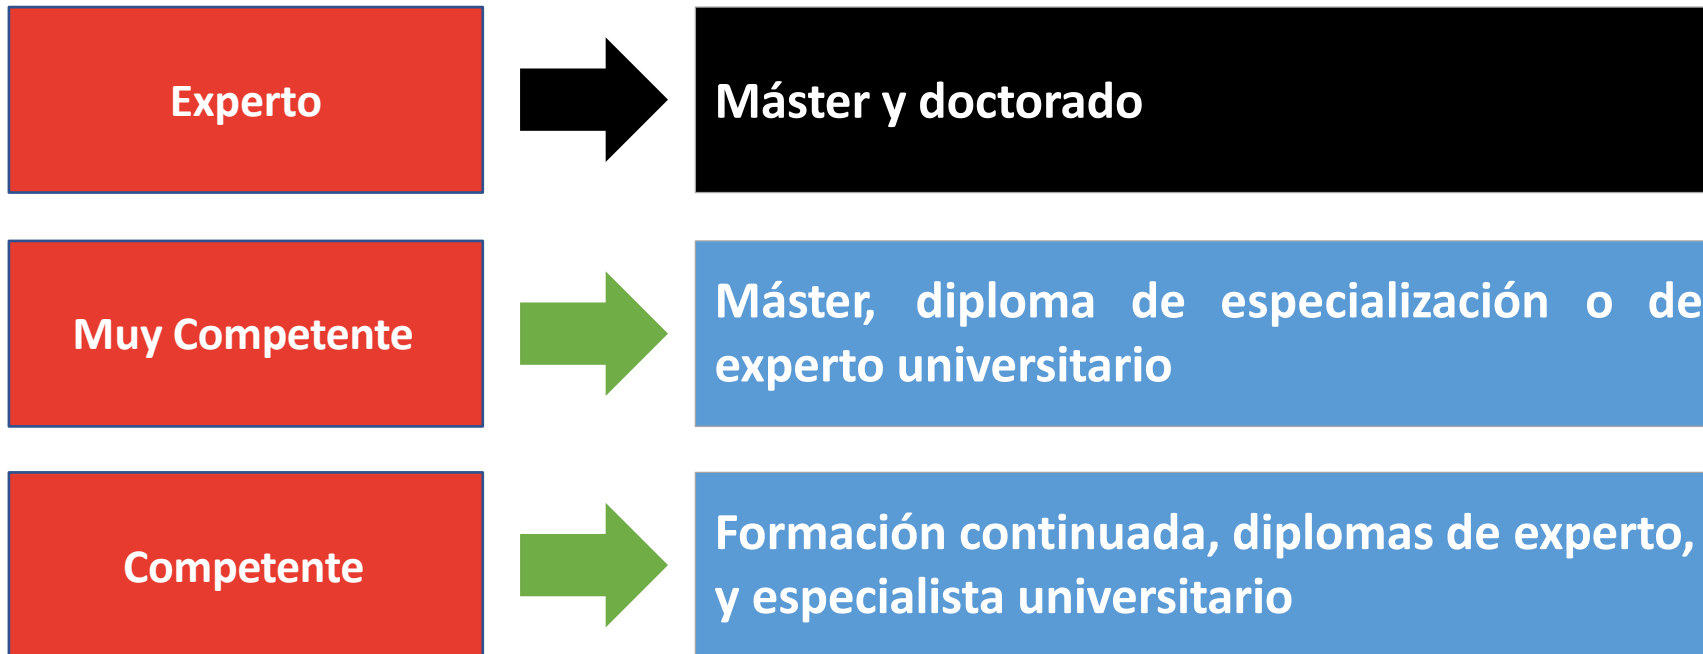 Experto
Máster y doctorado
Muy Competente
Máster, diploma de especialización o de
experto universitario
Competente
Formación continuada, diplomas de experto,
y especialista universitario